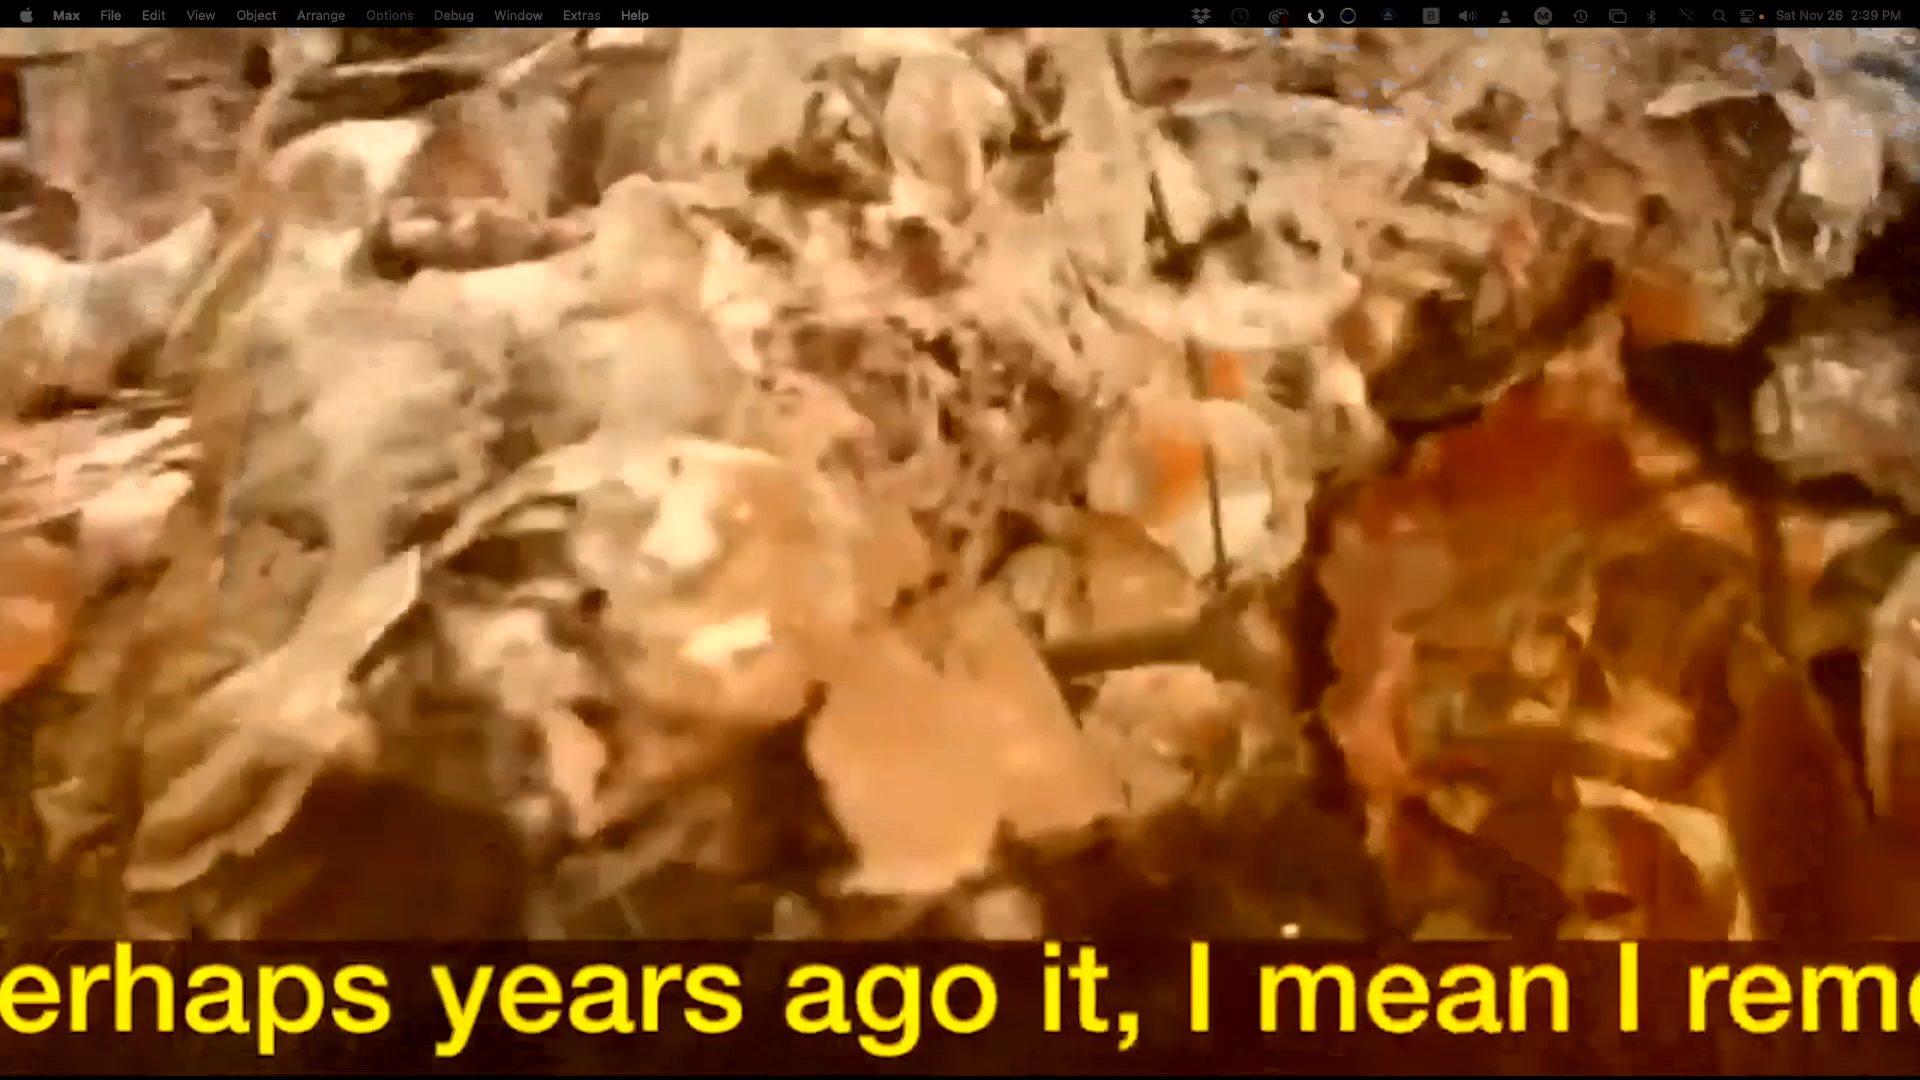 Max File Edit View Object Arrange Options Debug Window Extras Help Sat Nov 26 2:39 PM
erhaps years ago it, I mean I reme